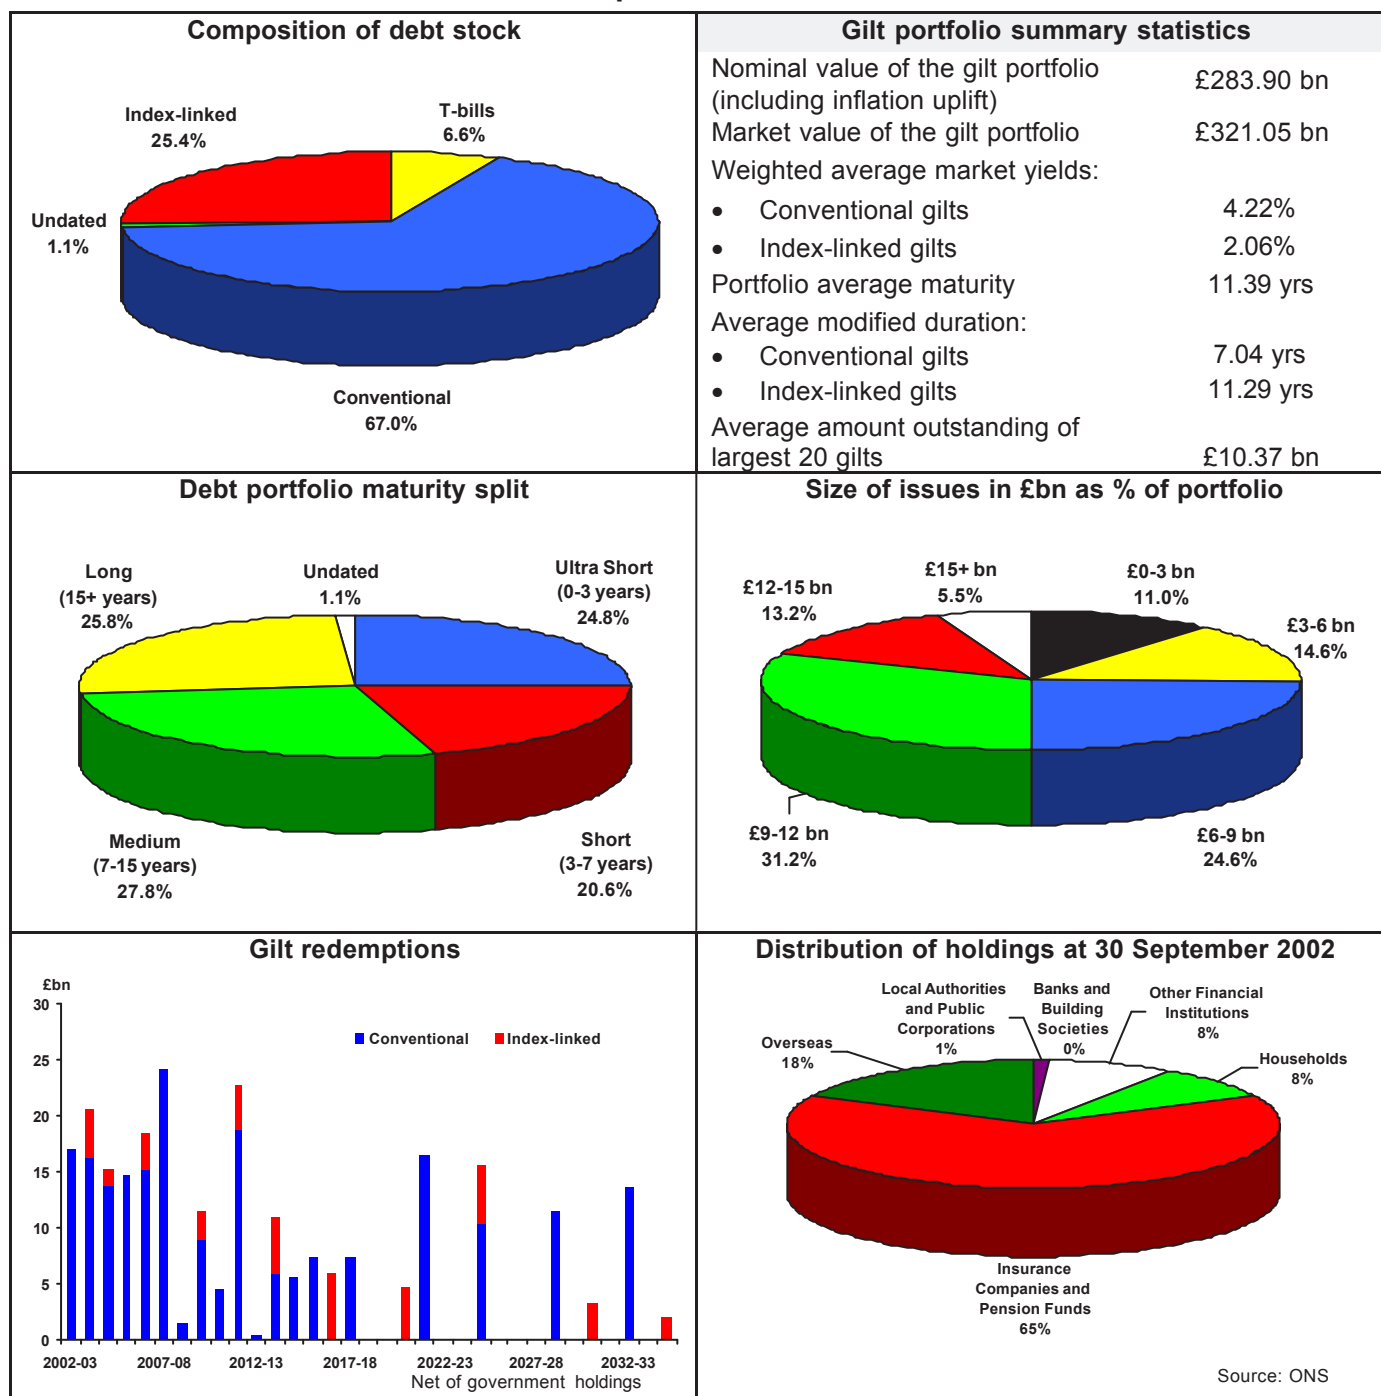 Composition of debt stock
Index-linked
25.4%
T-bills
6.6%
Undated
1.1%
Conventional
67.0%
Gilt portfolio summary statistics
Nominal value of the gilt portfolio
(including inflation uplift)
£283.90 bn
Market value of the gilt portfolio £321.05 bn
Weighted average market yields:
• Conventional gilts 4.22%
• Index-linked gilts 2.06%
Portfolio average maturity 11.39 yrs
Average modified duration:
• Conventional gilts 7.04 yrs
• Index-linked gilts 11.29 yrs
Average amount outstanding of
largest 20 gilts £10.37 bn
Debt portfolio maturity split
Long
(15+ years)
25.8%
Undated
1.1%
Ultra Short
(0-3 years)
24.8%
Medium
(7-15 years)
27.8%
Short
(3-7 years)
20.6%
Size of issues in £bn as % of portfolio
£12-15 bn
13.2%
£15+ bn
5.5%
£0-3 bn
11.0%
£3-6 bn
14.6%
£9-12 bn
31.2%
£6-9 bn
24.6%
Gilt redemptions
£bn
30
25
20
15
10
5
0
Conventional Index-linked
2002-03 2007-08 2012-13 2017-18 2022-23 2027-28 2032-33
Net of government holdings
Distribution of holdings at 30 September 2002
Local Authorities
and Public
Corporations
1%
Banks and
Building
Societies
0%
Other Financial
Institutions
8%
Overseas
18%
Households
8%
Insurance
Companies and
Pension Funds
65%
Source: ONS